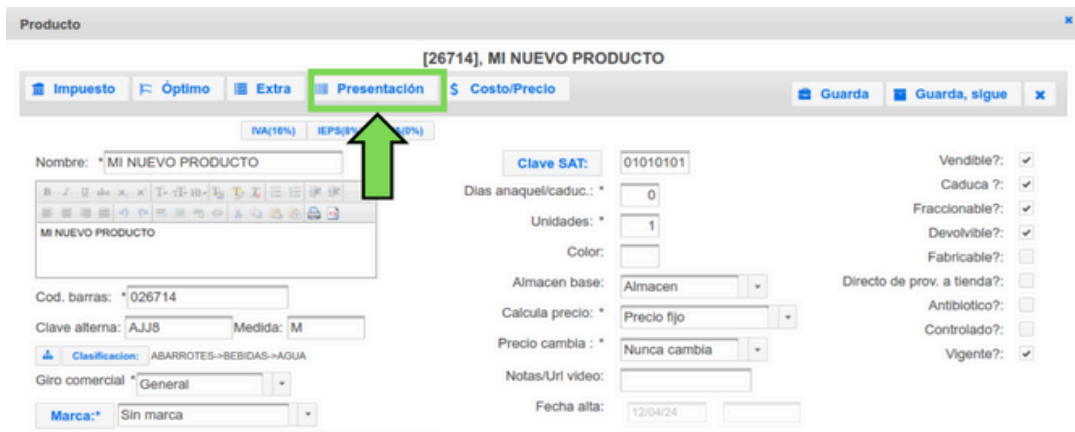 Producto
[26714], MI NUEVO PRODUCTO
Impuesto Óptimo Extra Presentación $ Costo/Precio Guarda Guarda, sigue
IVA(16%) IEPS(8% (0%)
Nombre: * MI NUEVO PRODUCTO
MI NUEVO PRODUCTO
Cod. barras: * 026714
Clave alterna: AJJ8 Medida: M
Clasificacion: ABARROTES->BEBIDAS->AGUA
Giro comercial * General
Marca:* Sin marca
Clave SAT: 01010101
Dias anaquel/caduc.: * 0
Unidades: * 1
Color:
Almacen base: Almacen
Calcula precio: * Precio fijo
Precio cambia : * Nunca cambia
Notas/Url video:
Fecha alta: 12/04/24
Vendible?:
Caduca ?:
Fraccionable?:
Devolvible?:
Fabricable?:
Directo de prov. a tienda?:
Antibiotico?:
Controlado?:
Vigente?: